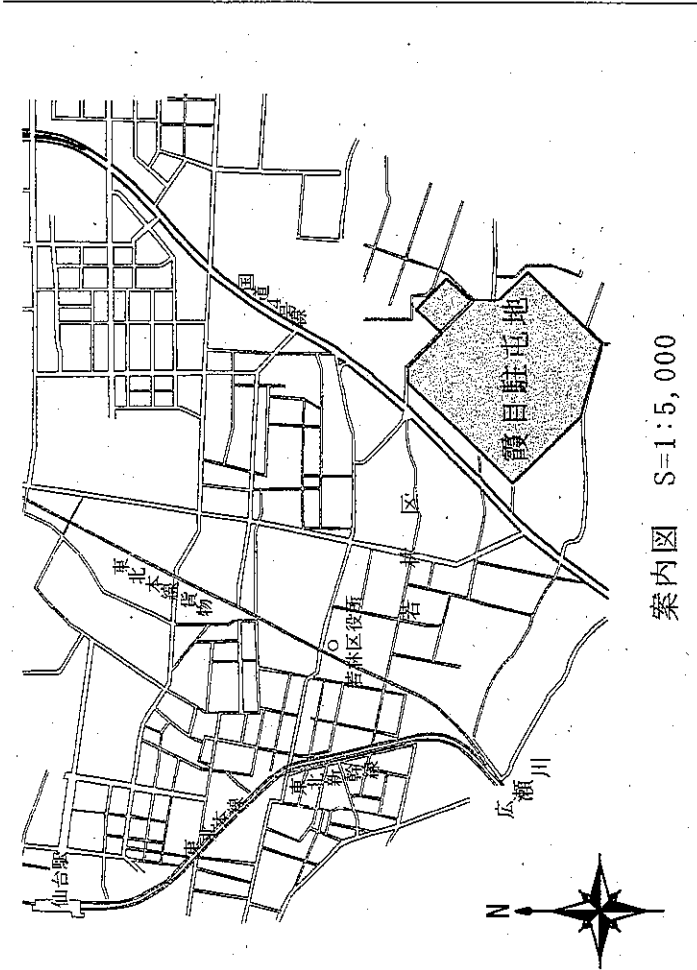 仙台駅
東北本線
東北新幹線
東北本線貨物
国道4号線
若林区役所
若林区
霞目駐屯地
広瀬川
N
案内図 S=1:5,000